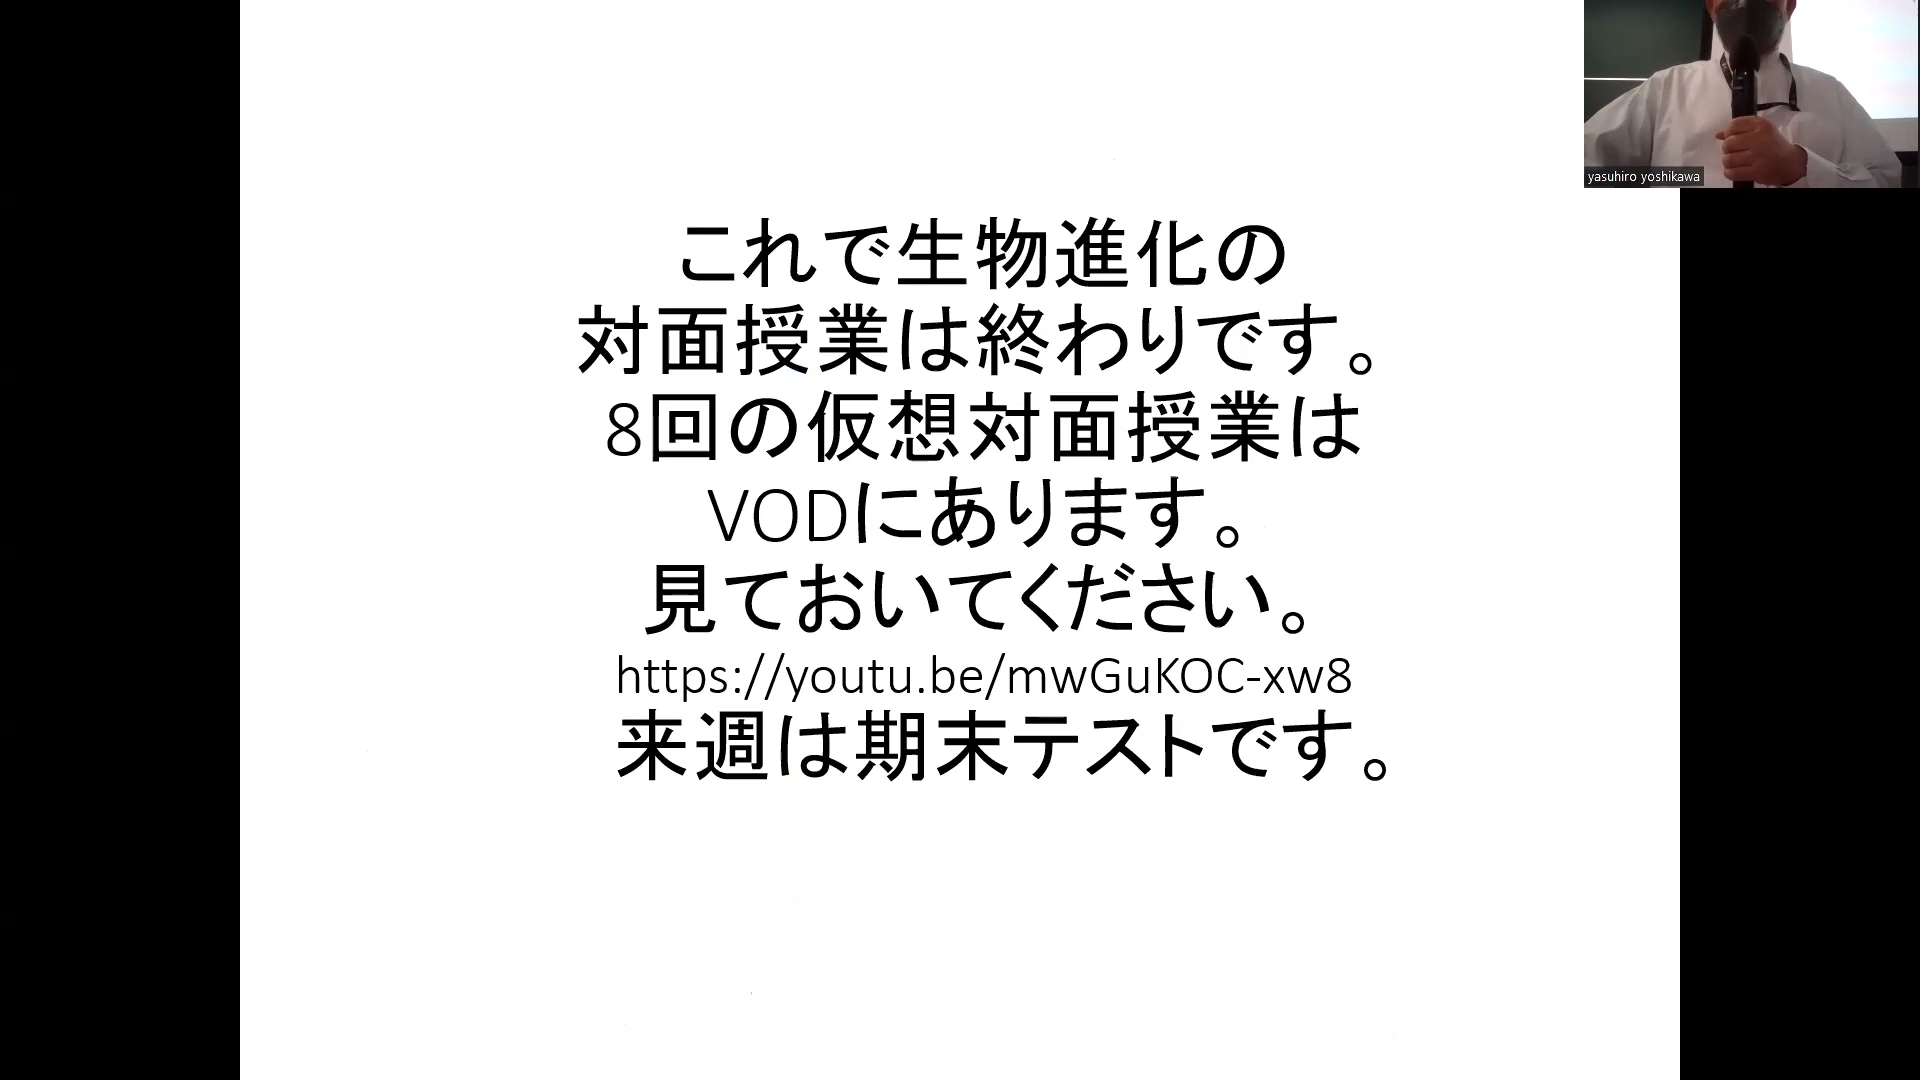 これで生物進化の
対面授業は終わりです。
8回の仮想対面授業は
VODにあります。
見ておいてください。
https://youtu.be/mwGuKOC-xw8
来週は期末テストです。
yasuhiro yoshikawa